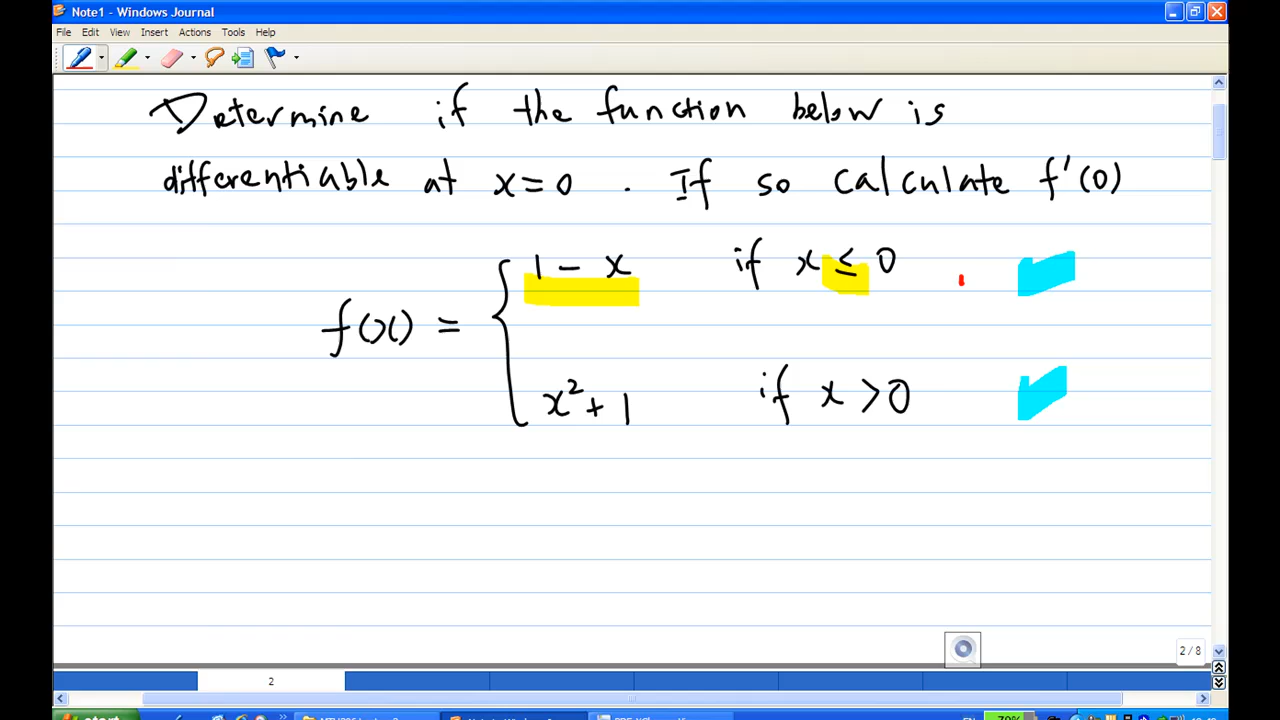 Note1 - Windows Journal
File Edit View Insert Actions Tools Help
Determine if the function below is
differentiable at x=0 . If so calculate f'(0)
1 - x if x ≤ 0
f(x) =
x² + 1 if x > 0
2 / 8
2
start